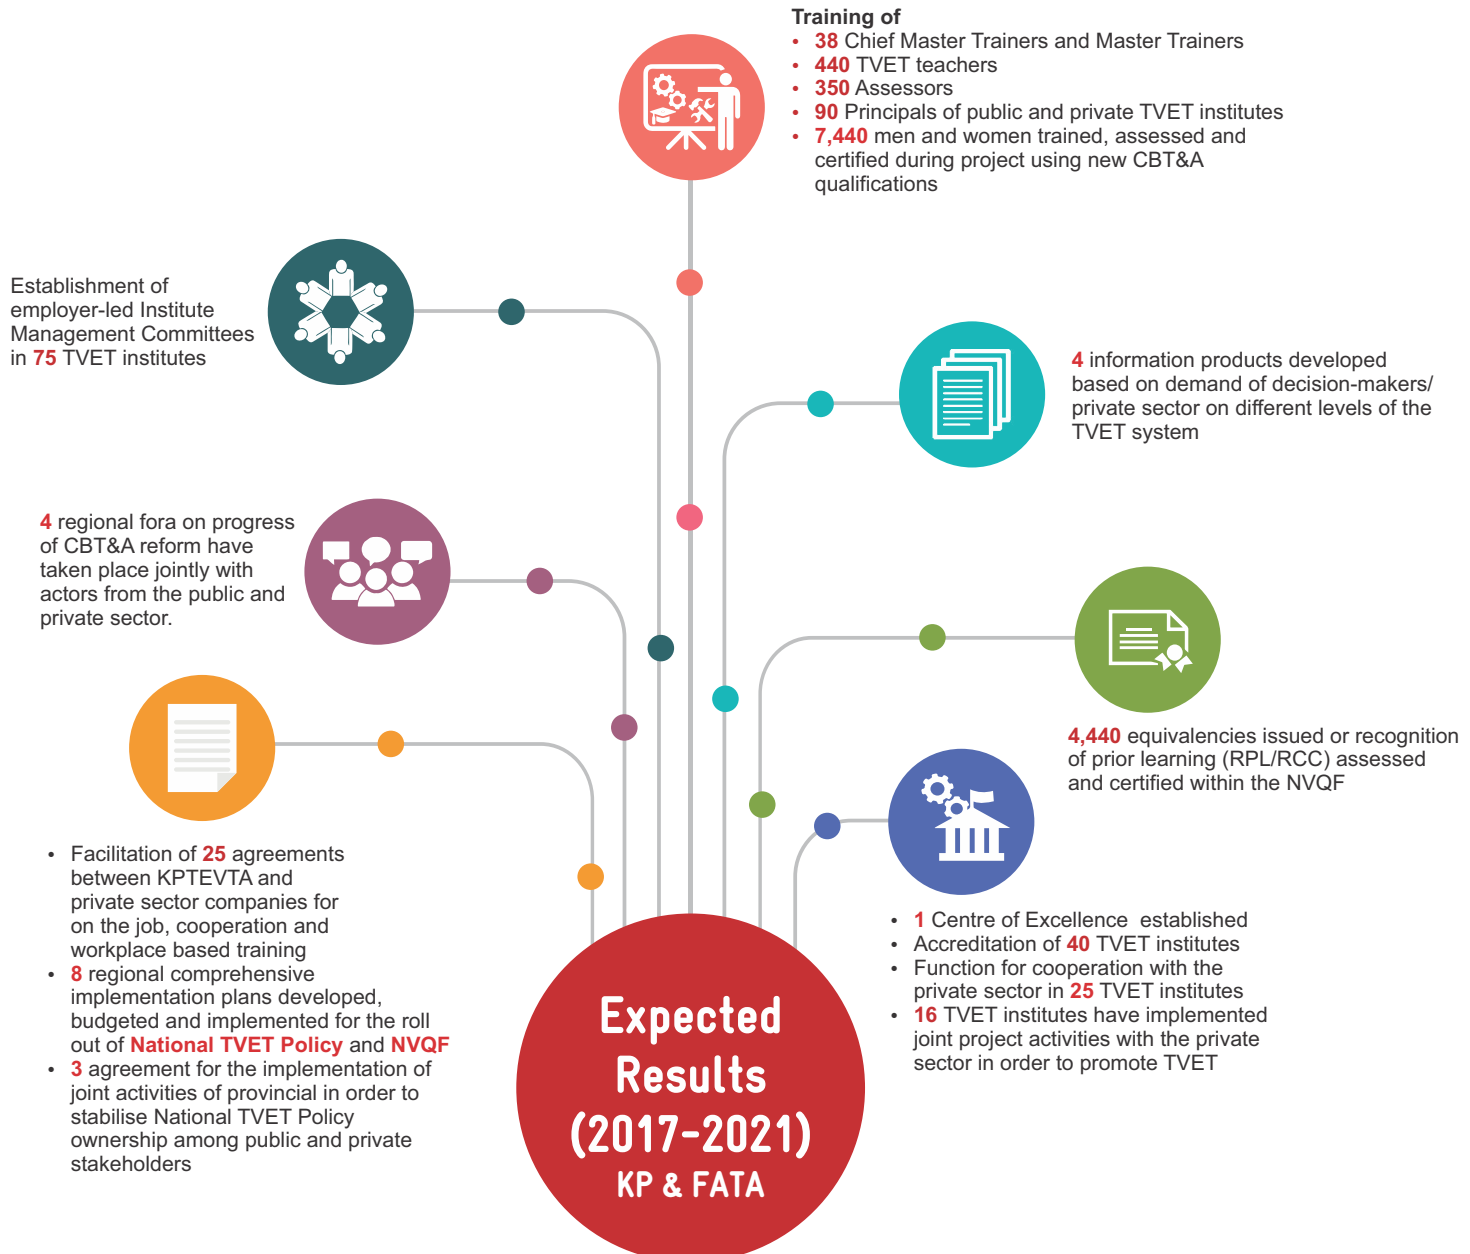 Training of
• 38 Chief Master Trainers and Master Trainers
• 440 TVET teachers
• 350 Assessors
• 90 Principals of public and private TVET institutes
• 7,440 men and women trained, assessed and
certified during project using new CBT&A
qualifications
Establishment of
employer-led Institute
Management Committees
in 75 TVET institutes
4 information products developed
based on demand of decision-makers/
private sector on different levels of the
TVET system
4 regional fora on progress
of CBT&A reform have
taken place jointly with
actors from the public and
private sector.
4,440 equivalencies issued or recognition
of prior learning (RPL/RCC) assessed
and certified within the NVQF
• Facilitation of 25 agreements
between KPTEVTA and
private sector companies for
on the job, cooperation and
workplace based training
• 8 regional comprehensive
implementation plans developed,
budgeted and implemented for the roll
out of National TVET Policy and NVQF
• 3 agreement for the implementation of
joint activities of provincial in order to
stabilise National TVET Policy
ownership among public and private
stakeholders
• 1 Centre of Excellence established
• Accreditation of 40 TVET institutes
• Function for cooperation with the
private sector in 25 TVET institutes
• 16 TVET institutes have implemented
joint project activities with the private
sector in order to promote TVET
Expected
Results
(2017-2021)
KP & FATA